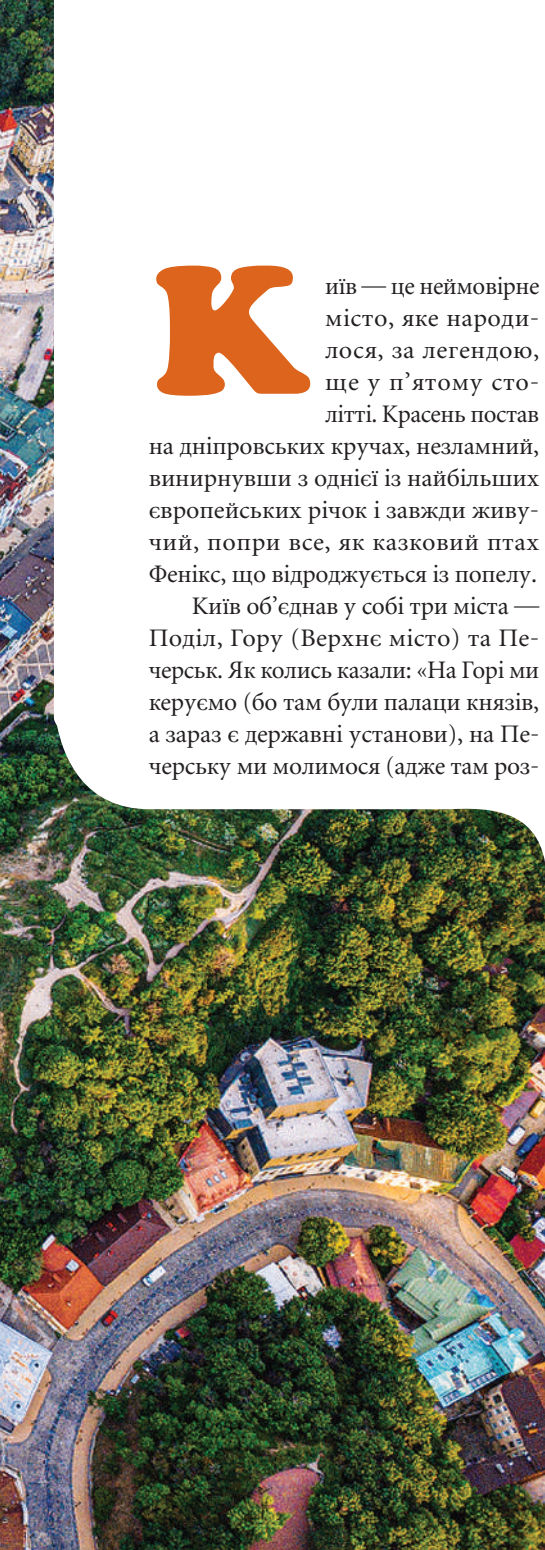 Київ — це неймовірне
місто, яке народи-
лося, за легендою,
ще у п’ятому сто-
літті. Красень постав
на дніпровських кручах, незламний,
винирнувши з однієї із найбільших
європейських річок і завжди живу-
чий, попри все, як казковий птах
Фенікс, що відроджується із попелу.
Київ об’єднав у собі три міста —
Поділ, Гору (Верхнє місто) та Пе-
черськ. Як колись казали: «На Горі ми
керуємо (бо там були палаци князів,
а зараз є державні установи), на Пе-
черську ми молимося (адже там роз-